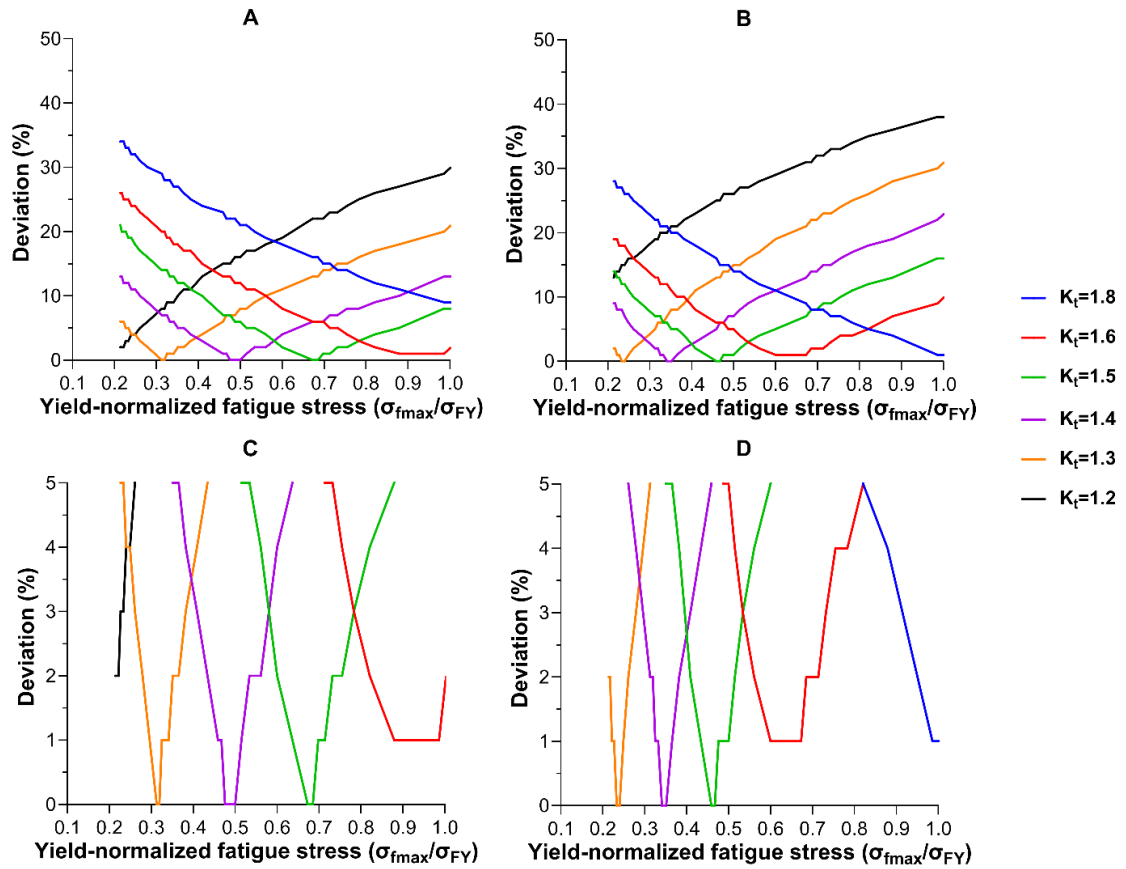 A
B
50
40
30
20
10
0
Deviation (%)
0.1 0.2 0.3 0.4 0.5 0.6 0.7 0.8 0.9 1.0
Yield-normalized fatigue stress (σfmax/σFY)
50
40
30
20
10
0
Deviation (%)
0.1 0.2 0.3 0.4 0.5 0.6 0.7 0.8 0.9 1.0
Yield-normalized fatigue stress (σfmax/σFY)
C
D
5
4
3
2
1
0
Deviation (%)
0.1 0.2 0.3 0.4 0.5 0.6 0.7 0.8 0.9 1.0
Yield-normalized fatigue stress (σfmax/σFY)
5
4
3
2
1
0
Deviation (%)
0.1 0.2 0.3 0.4 0.5 0.6 0.7 0.8 0.9 1.0
Yield-normalized fatigue stress (σfmax/σFY)
Kt=1.8
Kt=1.6
Kt=1.5
Kt=1.4
Kt=1.3
Kt=1.2